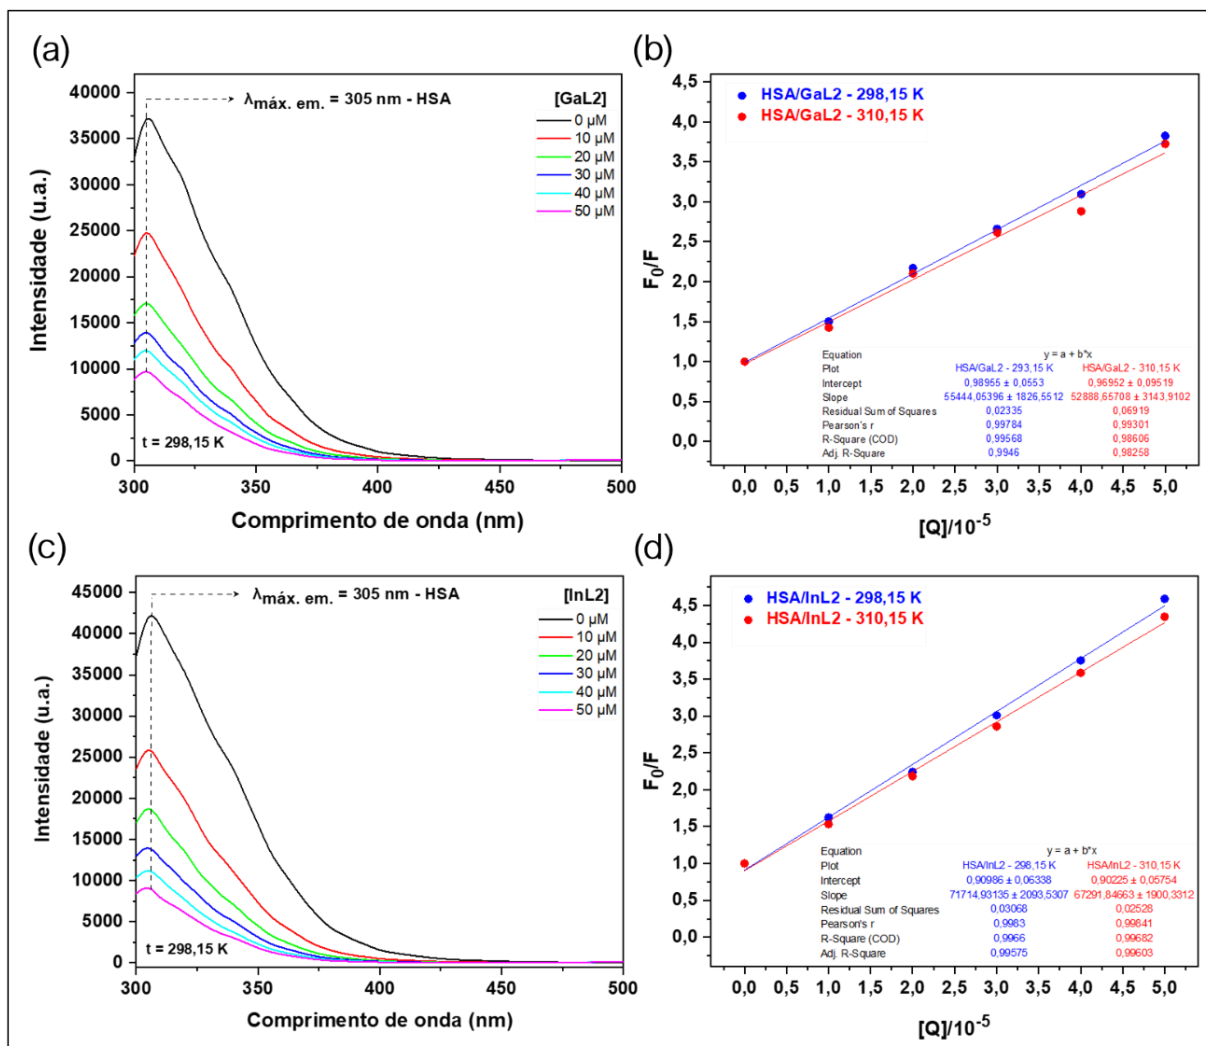 (a)
λmáx. em. = 305 nm - HSA
[GaL2]
0 µM
10 µM
20 µM
30 µM
40 µM
50 µM
t = 298,15 K
40000
35000
30000
25000
20000
15000
10000
5000
0
300
350
400
450
500
Intensidade (u.a.)
Comprimento de onda (nm)
(b)
HSA/GaL2 - 298,15 K
HSA/GaL2 - 310,15 K
4,5
4,0
3,5
3,0
2,5
2,0
1,5
1,0
0,5
0,0
F0/F
Equation y = a + b*x
Plot HSA/GaL2 - 293,15 K HSA/GaL2 - 310,15 K
Intercept 0,98955 ± 0,0553 0,96952 ± 0,09519
Slope 55444,05396 ± 1826,5512 52888,65708 ± 3143,9102
Residual Sum of Squares 0,02335 0,06919
Pearson's r 0,99784 0,99301
R-Square (COD) 0,99568 0,98606
Adj. R-Square 0,9946 0,98258
0,0 0,5 1,0 1,5 2,0 2,5 3,0 3,5 4,0 4,5 5,0
[Q]/10-5
(c)
λmáx. em. = 305 nm - HSA
[InL2]
0 µM
10 µM
20 µM
30 µM
40 µM
50 µM
t = 298,15 K
45000
40000
35000
30000
25000
20000
15000
10000
5000
0
300
350
400
450
500
Intensidade (u.a.)
Comprimento de onda (nm)
(d)
HSA/InL2 - 298,15 K
HSA/InL2 - 310,15 K
4,5
4,0
3,5
3,0
2,5
2,0
1,5
1,0
0,5
0,0
F0/F
Equation y = a + b*x
Plot HSA/InL2 - 298,15 K HSA/InL2 - 310,15 K
Intercept 0,90986 ± 0,06338 0,90225 ± 0,05754
Slope 71714,93135 ± 2093,5307 67291,84663 ± 1900,3312
Residual Sum of Squares 0,03068 0,02528
Pearson's r 0,9983 0,99841
R-Square (COD) 0,9966 0,99682
Adj. R-Square 0,99575 0,99603
0,0 0,5 1,0 1,5 2,0 2,5 3,0 3,5 4,0 4,5 5,0
[Q]/10-5